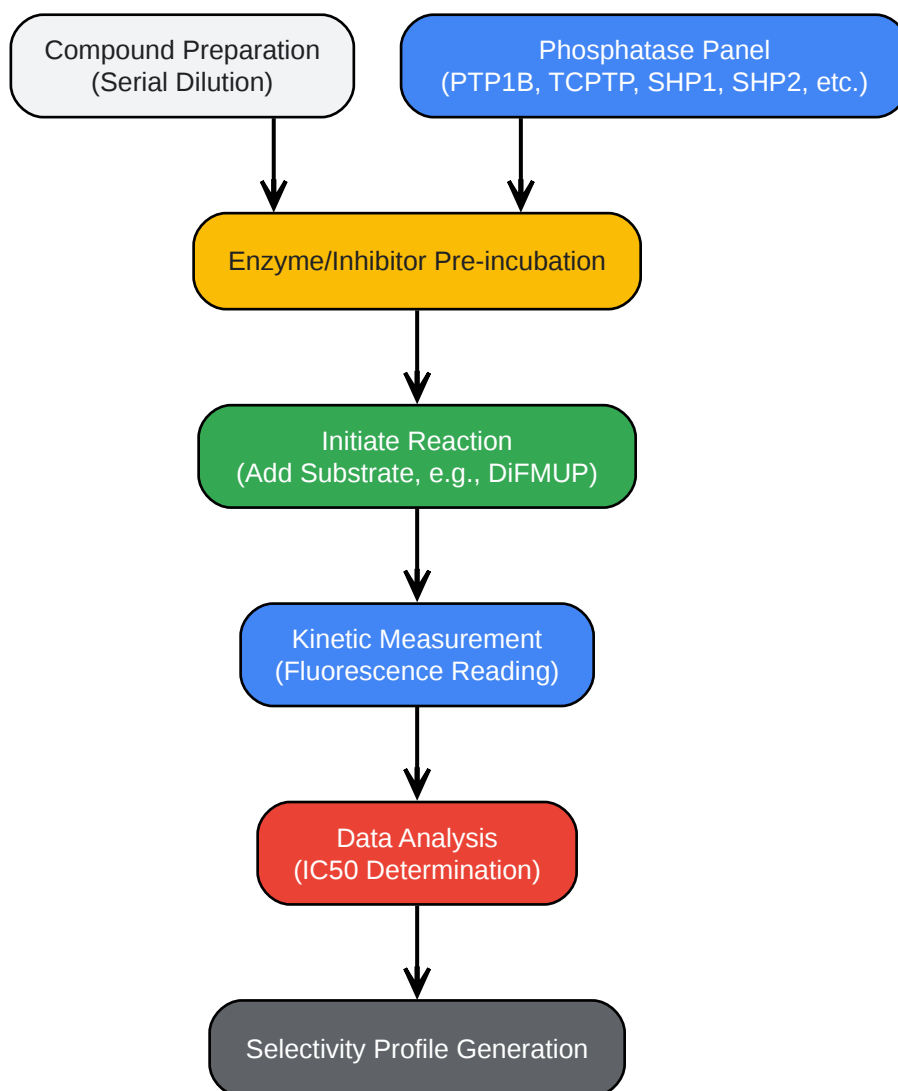 Compound Preparation
(Serial Dilution)
Phosphatase Panel
(PTP1B, TCPTP, SHP1, SHP2, etc.)
Enzyme/Inhibitor Pre-incubation
Initiate Reaction
(Add Substrate, e.g., DiFMUP)
Kinetic Measurement
(Fluorescence Reading)
Data Analysis
(IC50 Determination)
Selectivity Profile Generation